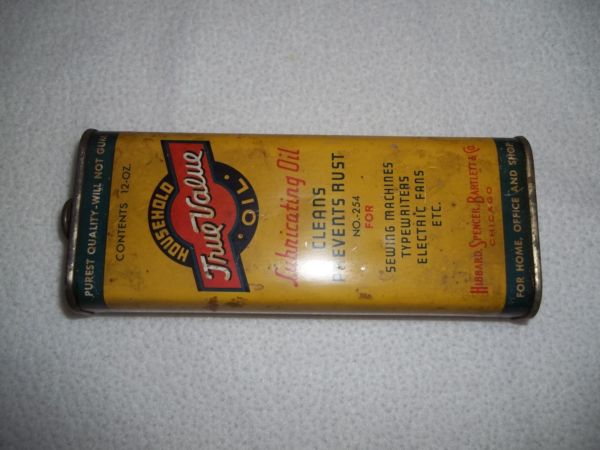 PUREST QUALITY-WILL NOT GUM
CONTENTS 12-OZ.
HOUSEHOLD
True Value
OIL
Lubricating Oil
CLEANS
PREVENTS RUST
NO.-254
FOR
SEWING MACHINES
TYPEWRITERS
ELECTRIC FANS
ETC.
HIBBARD, SPENCER, BARTLETT & CO
CHICAGO
FOR HOME, OFFICE AND SHOP